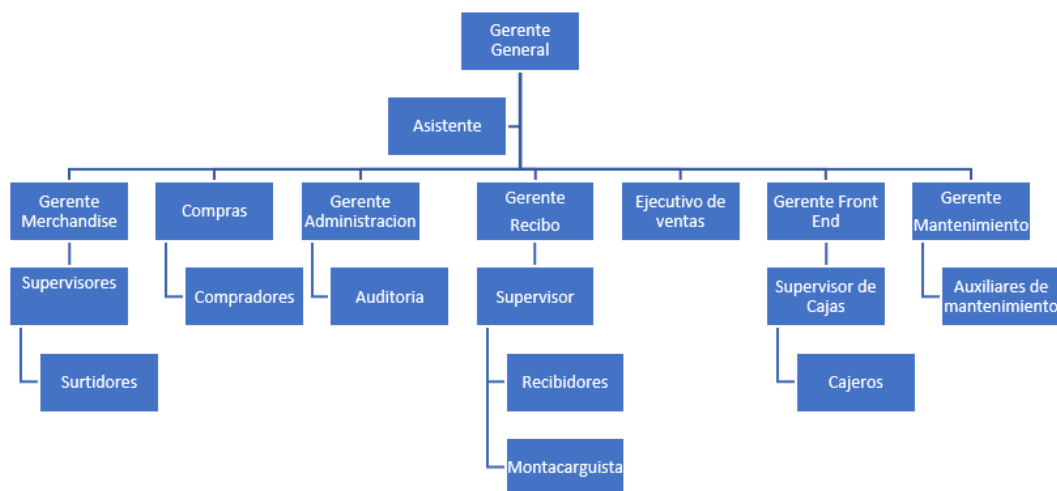 Gerente
General
Asistente
Gerente
Merchandise
Compras
Gerente
Administracion
Gerente
Recibo
Ejecutivo de
ventas
Gerente Front
End
Gerente
Mantenimiento
Supervisores
Compradores
Auditoria
Supervisor
Supervisor de
Cajas
Auxiliares de
mantenimiento
Surtidores
Recibidores
Cajeros
Montacarguista